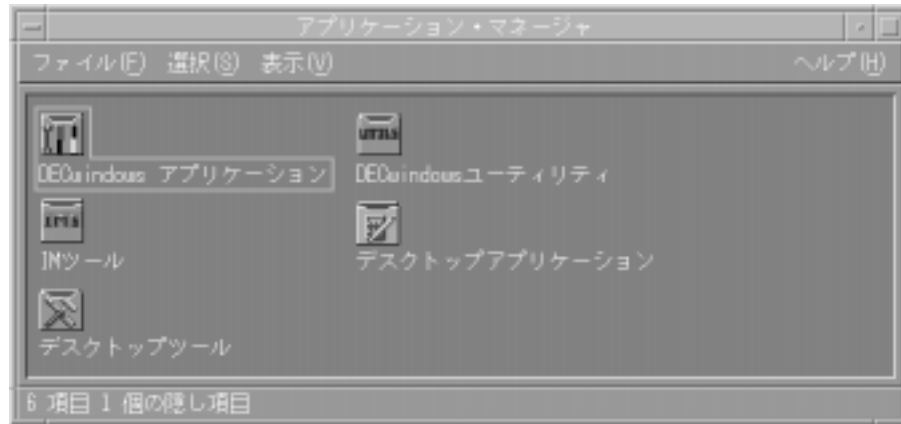 アプリケーション・マネージャ
ファイル(F) 選択(S) 表示(V) ヘルプ(H)
UTILS
DECwindows アプリケーション DECwindowsユーティリティ
IMツール デスクトップアプリケーション
デスクトップツール
6 項目 1 個の隠し項目